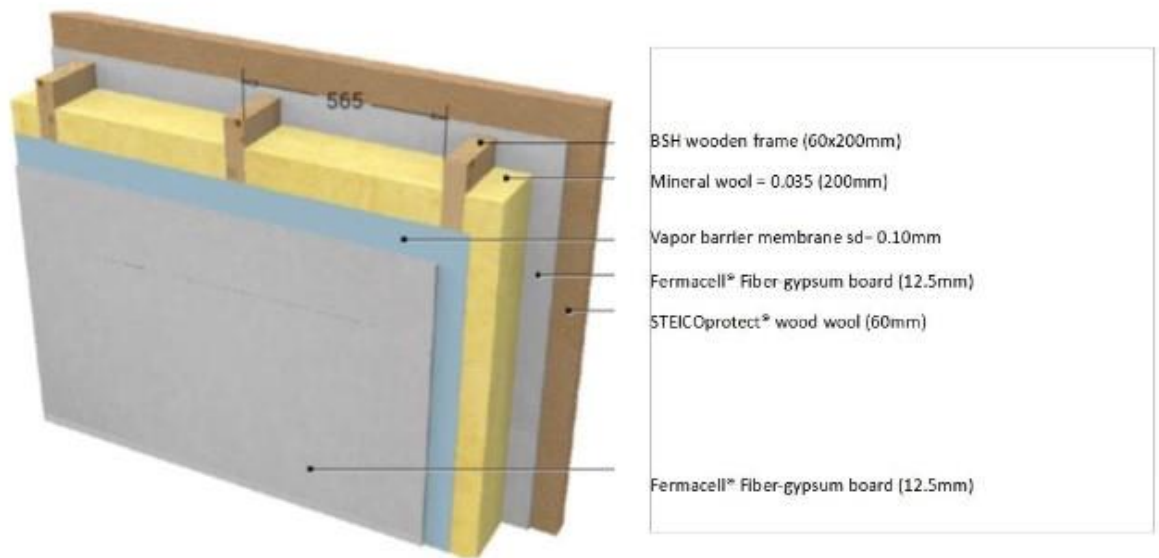 565
BSH wooden frame (60x200mm)
Mineral wool = 0.035 (200mm)
Vapor barrier membrane sd= 0.10mm
Fermacell® Fiber-gypsum board (12.5mm)
STEICOprotect® wood wool (60mm)
Fermacell® Fiber-gypsum board (12.5mm)